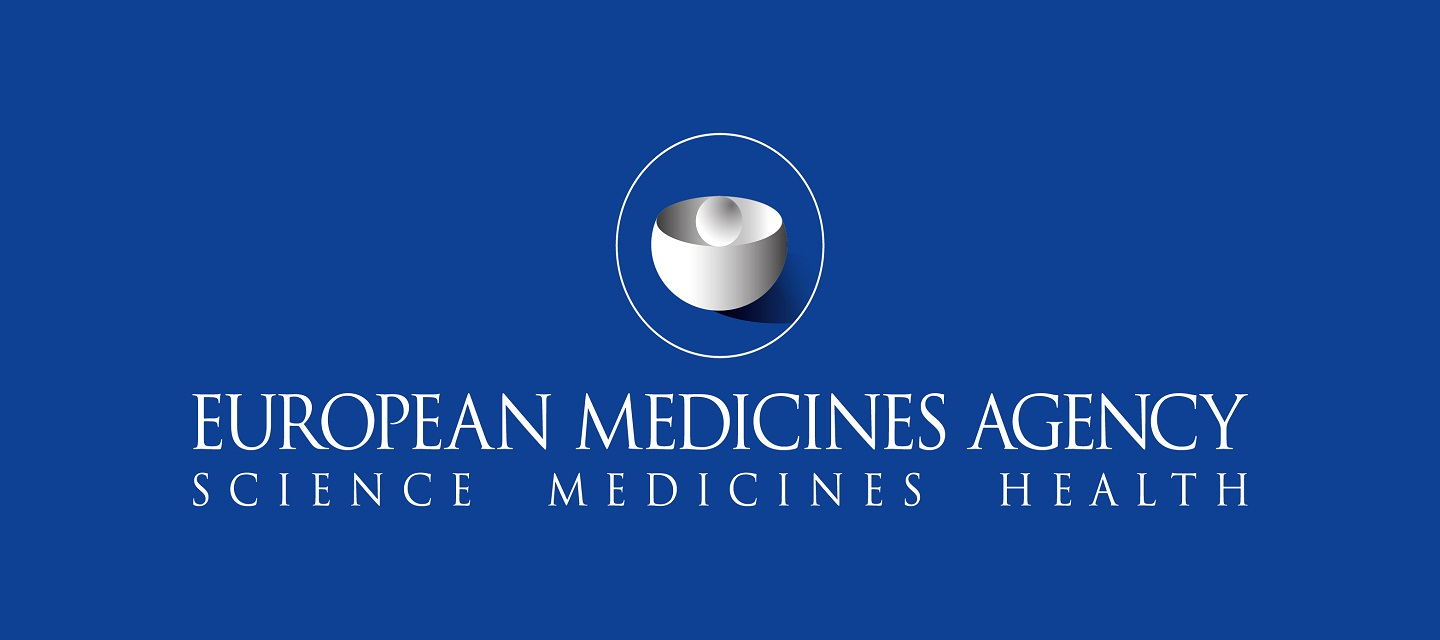 EUROPEAN MEDICINES AGENCY
SCIENCE MEDICINES HEALTH